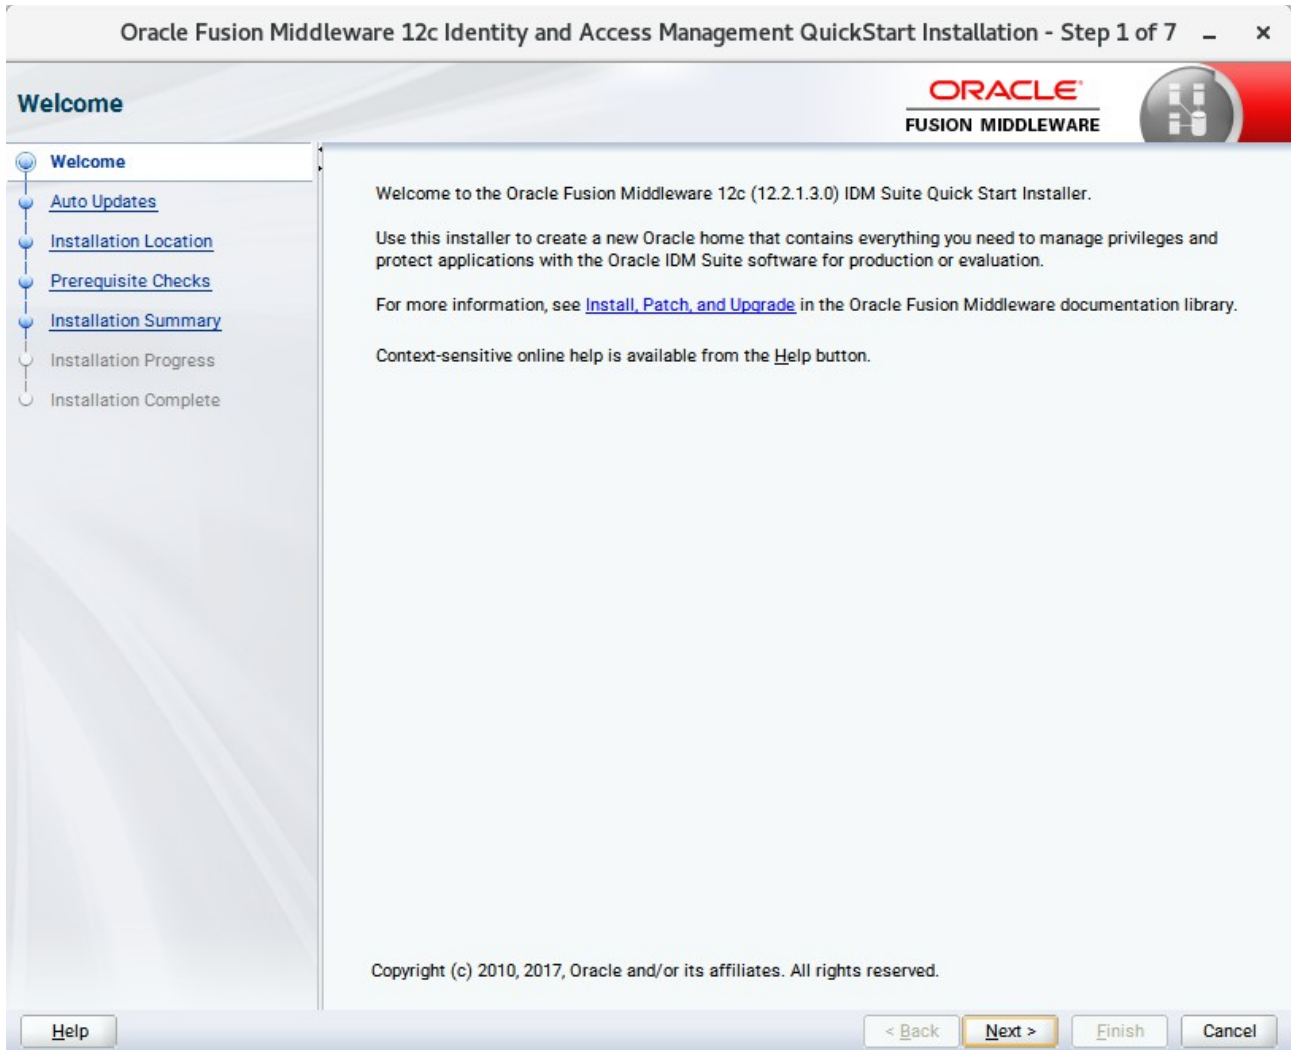 Oracle Fusion Middleware 12c Identity and Access Management QuickStart Installation - Step 1 of 7
Welcome
ORACLE
FUSION MIDDLEWARE
Welcome
Auto Updates
Installation Location
Prerequisite Checks
Installation Summary
Installation Progress
Installation Complete
Welcome to the Oracle Fusion Middleware 12c (12.2.1.3.0) IDM Suite Quick Start Installer.
Use this installer to create a new Oracle home that contains everything you need to manage privileges and
protect applications with the Oracle IDM Suite software for production or evaluation.
For more information, see Install, Patch, and Upgrade in the Oracle Fusion Middleware documentation library.
Context-sensitive online help is available from the Help button.
Copyright (c) 2010, 2017, Oracle and/or its affiliates. All rights reserved.
Help < Back Next > Finish Cancel